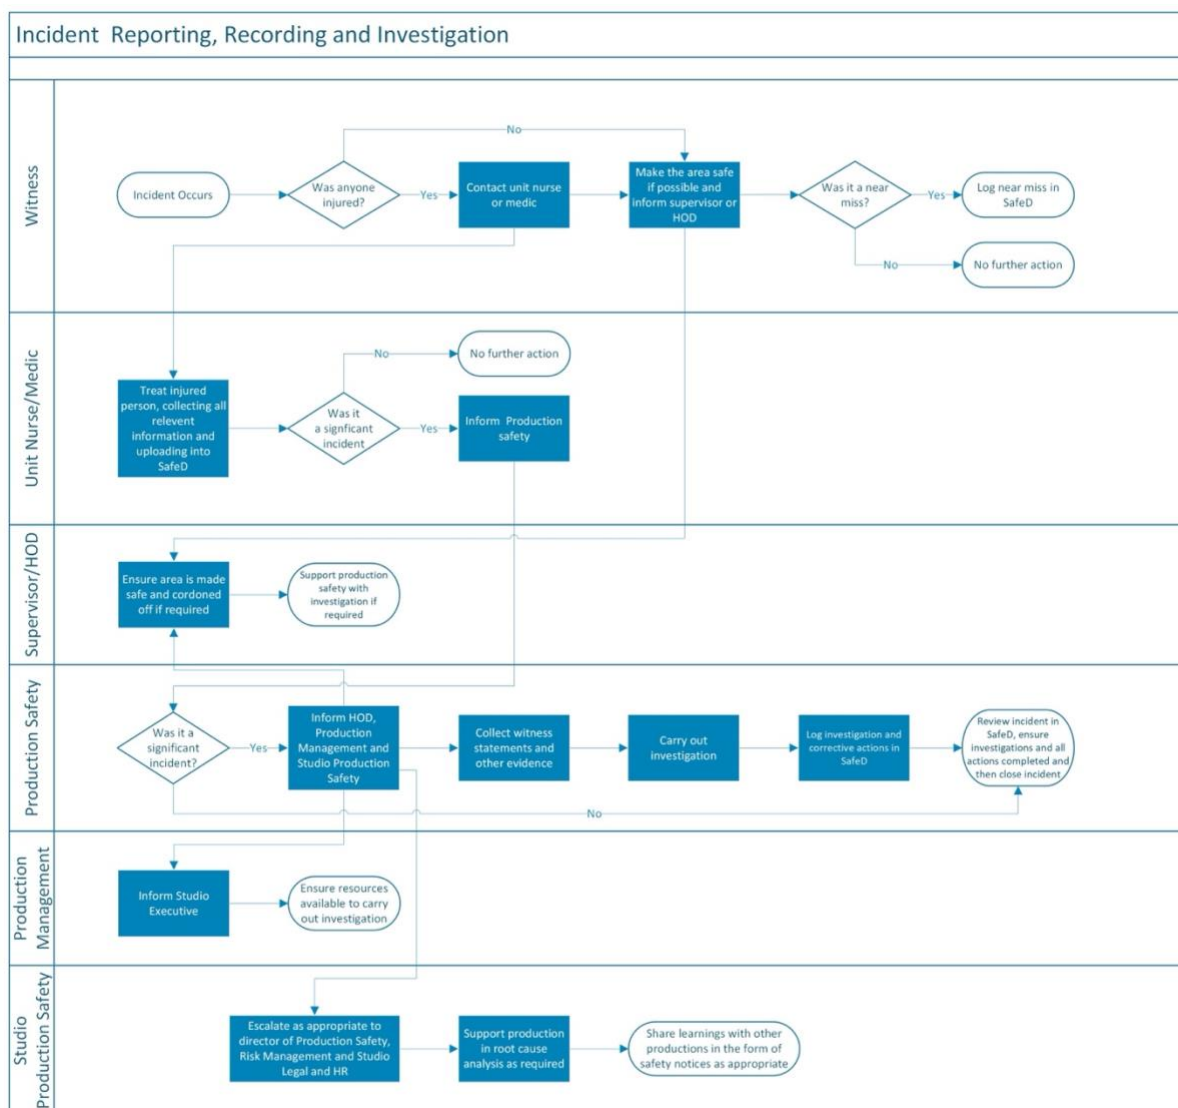 Incident  Reporting, Recording and Investigation
Witness
No
Incident Occurs
Was anyone
injured?
Yes
Contact unit nurse
or medic
Make the area safe
if possible and
inform supervisor or
HOD
Was it a near
miss?
Yes
Log near miss in
SafeD
No
No further action
Unit Nurse/Medic
No
No further action
Treat injured
person, collecting all
relevent
information and
uploading into
SafeD
Was it
a signficant
incident
Yes
Inform  Production
safety
Supervisor/HOD
Ensure area is made
safe and cordoned
off if required
Support production
safety with
investigation if
required
Production Safety
Was it a
significant
incident?
Yes
Inform HOD,
Production
Management and
Studio Production
Safety
Collect witness
statements and
other evidence
Carry out
investigation
Log investigation and
corrective actions in
SafeD
Review incident in
SafeD, ensure
investigations and all
actions completed and
then close incident
No
Production
Management
Inform Studio
Executive
Ensure resources
available to carry
out investigation
Studio
Production Safety
Escalate as appropriate to
director of Production Safety,
Risk Management and Studio
Legal and HR
Support production
in root cause
analysis as required
Share learnings with other
productions in the form of
safety notices as appropriate